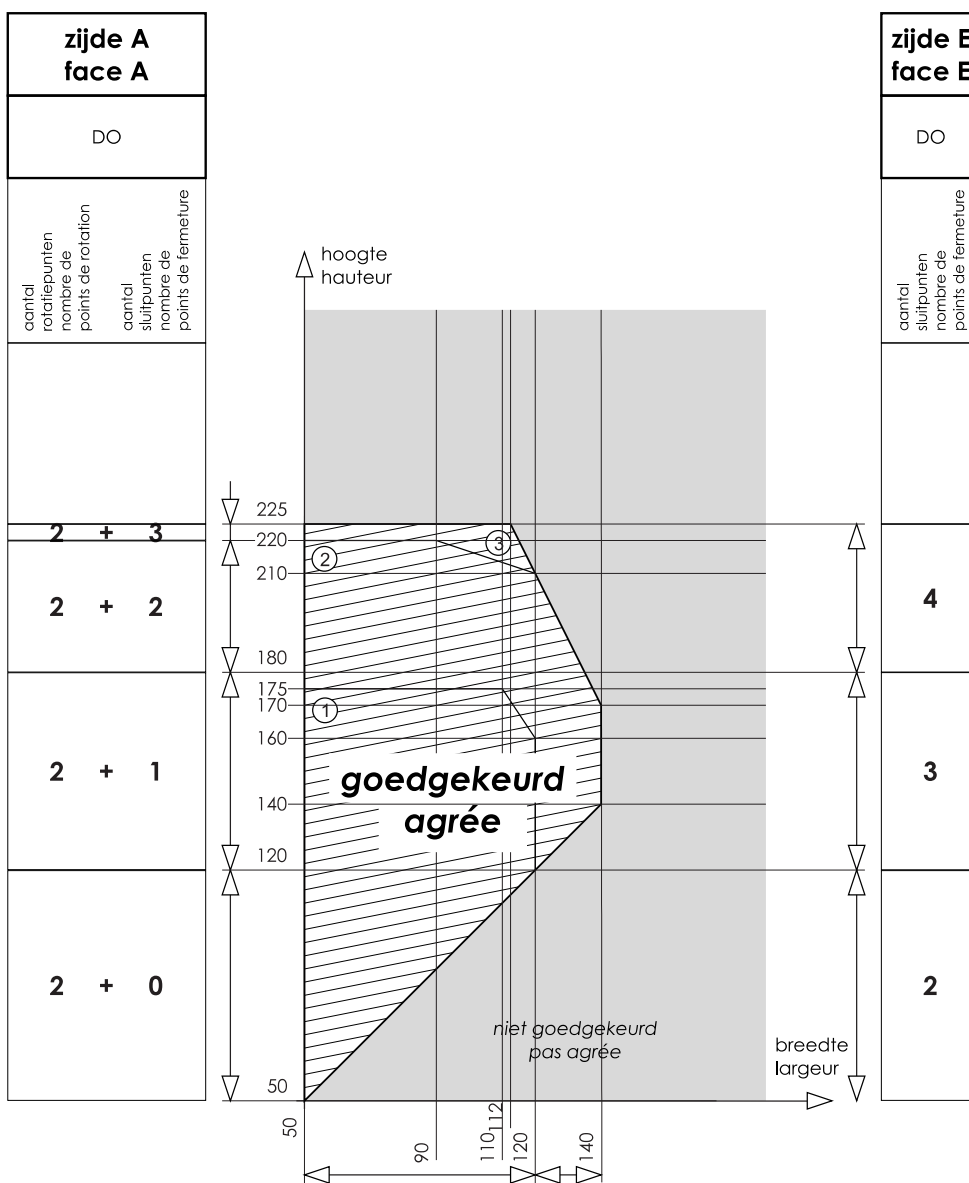 zijde A
face A
DO
aantal
rotatiepunten
nombre de
points de rotation
aantal
sluitpunten
nombre de
points de fermeture
2 + 3
2 + 2
2 + 1
2 + 0
hoogte
hauteur
225
220
210
180
175
170
160
140
120
50
2
3
1
goedgekeurd
agrée
niet goedgekeurd
pas agrée
breedte
largeur
50
90
110
112
120
140
zijde E
face E
DO
aantal
sluitpunten
nombre de
points de fermeture
4
3
2